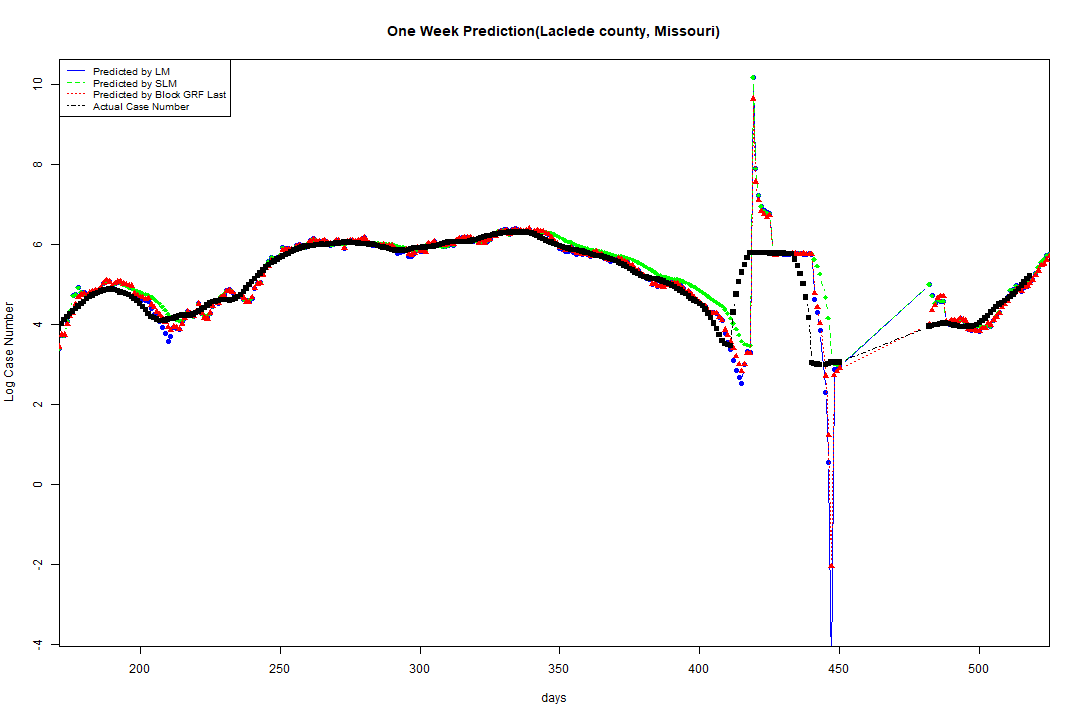 One Week Prediction(Laclede county, Missouri)
Predicted by LM
Predicted by SLM
Predicted by Block GRF Last
Actual Case Number
10
8
6
4
2
0
-2
-4
Log Case Number
200 250 300 350 400 450 500
days